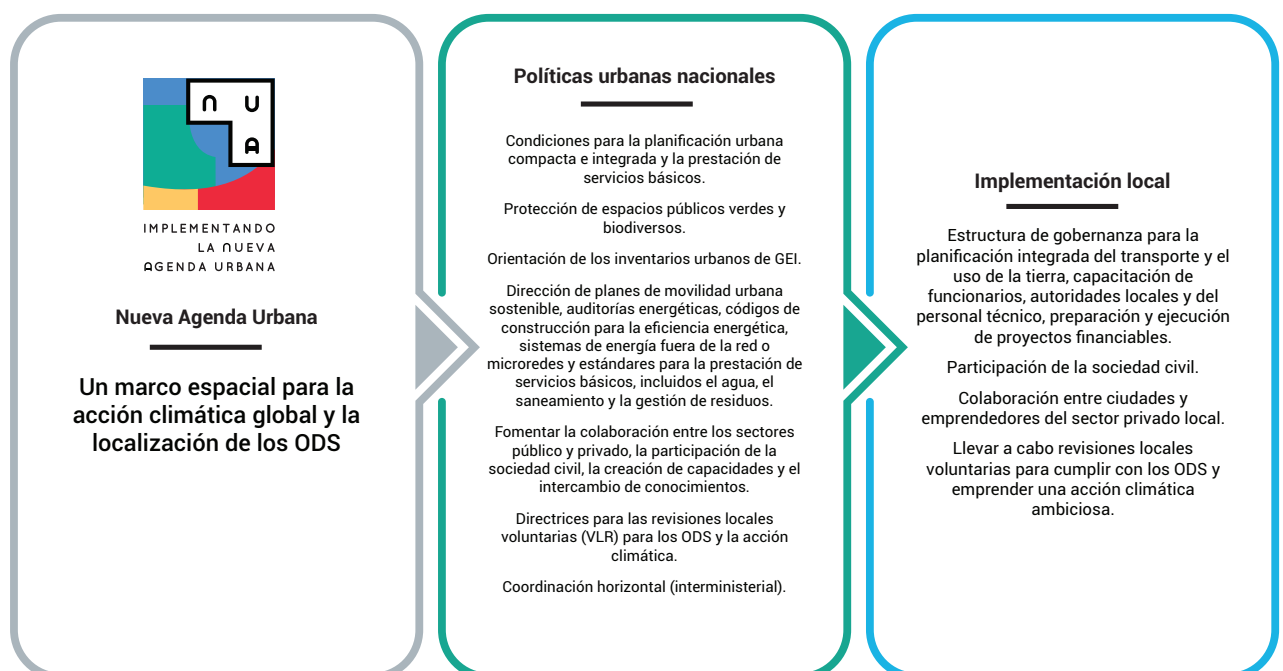 NUA
IMPLEMENTANDO
LA NUEVA
AGENDA URBANA
Nueva Agenda Urbana
Un marco espacial para la
acción climática global y la
localización de los ODS
Políticas urbanas nacionales
Condiciones para la planificación urbana
compacta e integrada y la prestación de
servicios básicos.
Protección de espacios públicos verdes y
biodiversos.
Orientación de los inventarios urbanos de GEI.
Dirección de planes de movilidad urbana
sostenible, auditorías energéticas, códigos de
construcción para la eficiencia energética,
sistemas de energía fuera de la red o
microredes y estándares para la prestación de
servicios básicos, incluidos el agua, el
saneamiento y la gestión de residuos.
Fomentar la colaboración entre los sectores
público y privado, la participación de la
sociedad civil, la creación de capacidades y el
intercambio de conocimientos.
Directrices para las revisiones locales
voluntarias (VLR) para los ODS y la acción
climática.
Coordinación horizontal (interministerial).
Implementación local
Estructura de gobernanza para la
planificación integrada del transporte y el
uso de la tierra, capacitación de
funcionarios, autoridades locales y del
personal técnico, preparación y ejecución
de proyectos financiables.
Participación de la sociedad civil.
Colaboración entre ciudades y
emprendedores del sector privado local.
Llevar a cabo revisiones locales
voluntarias para cumplir con los ODS y
emprender una acción climática
ambiciosa.